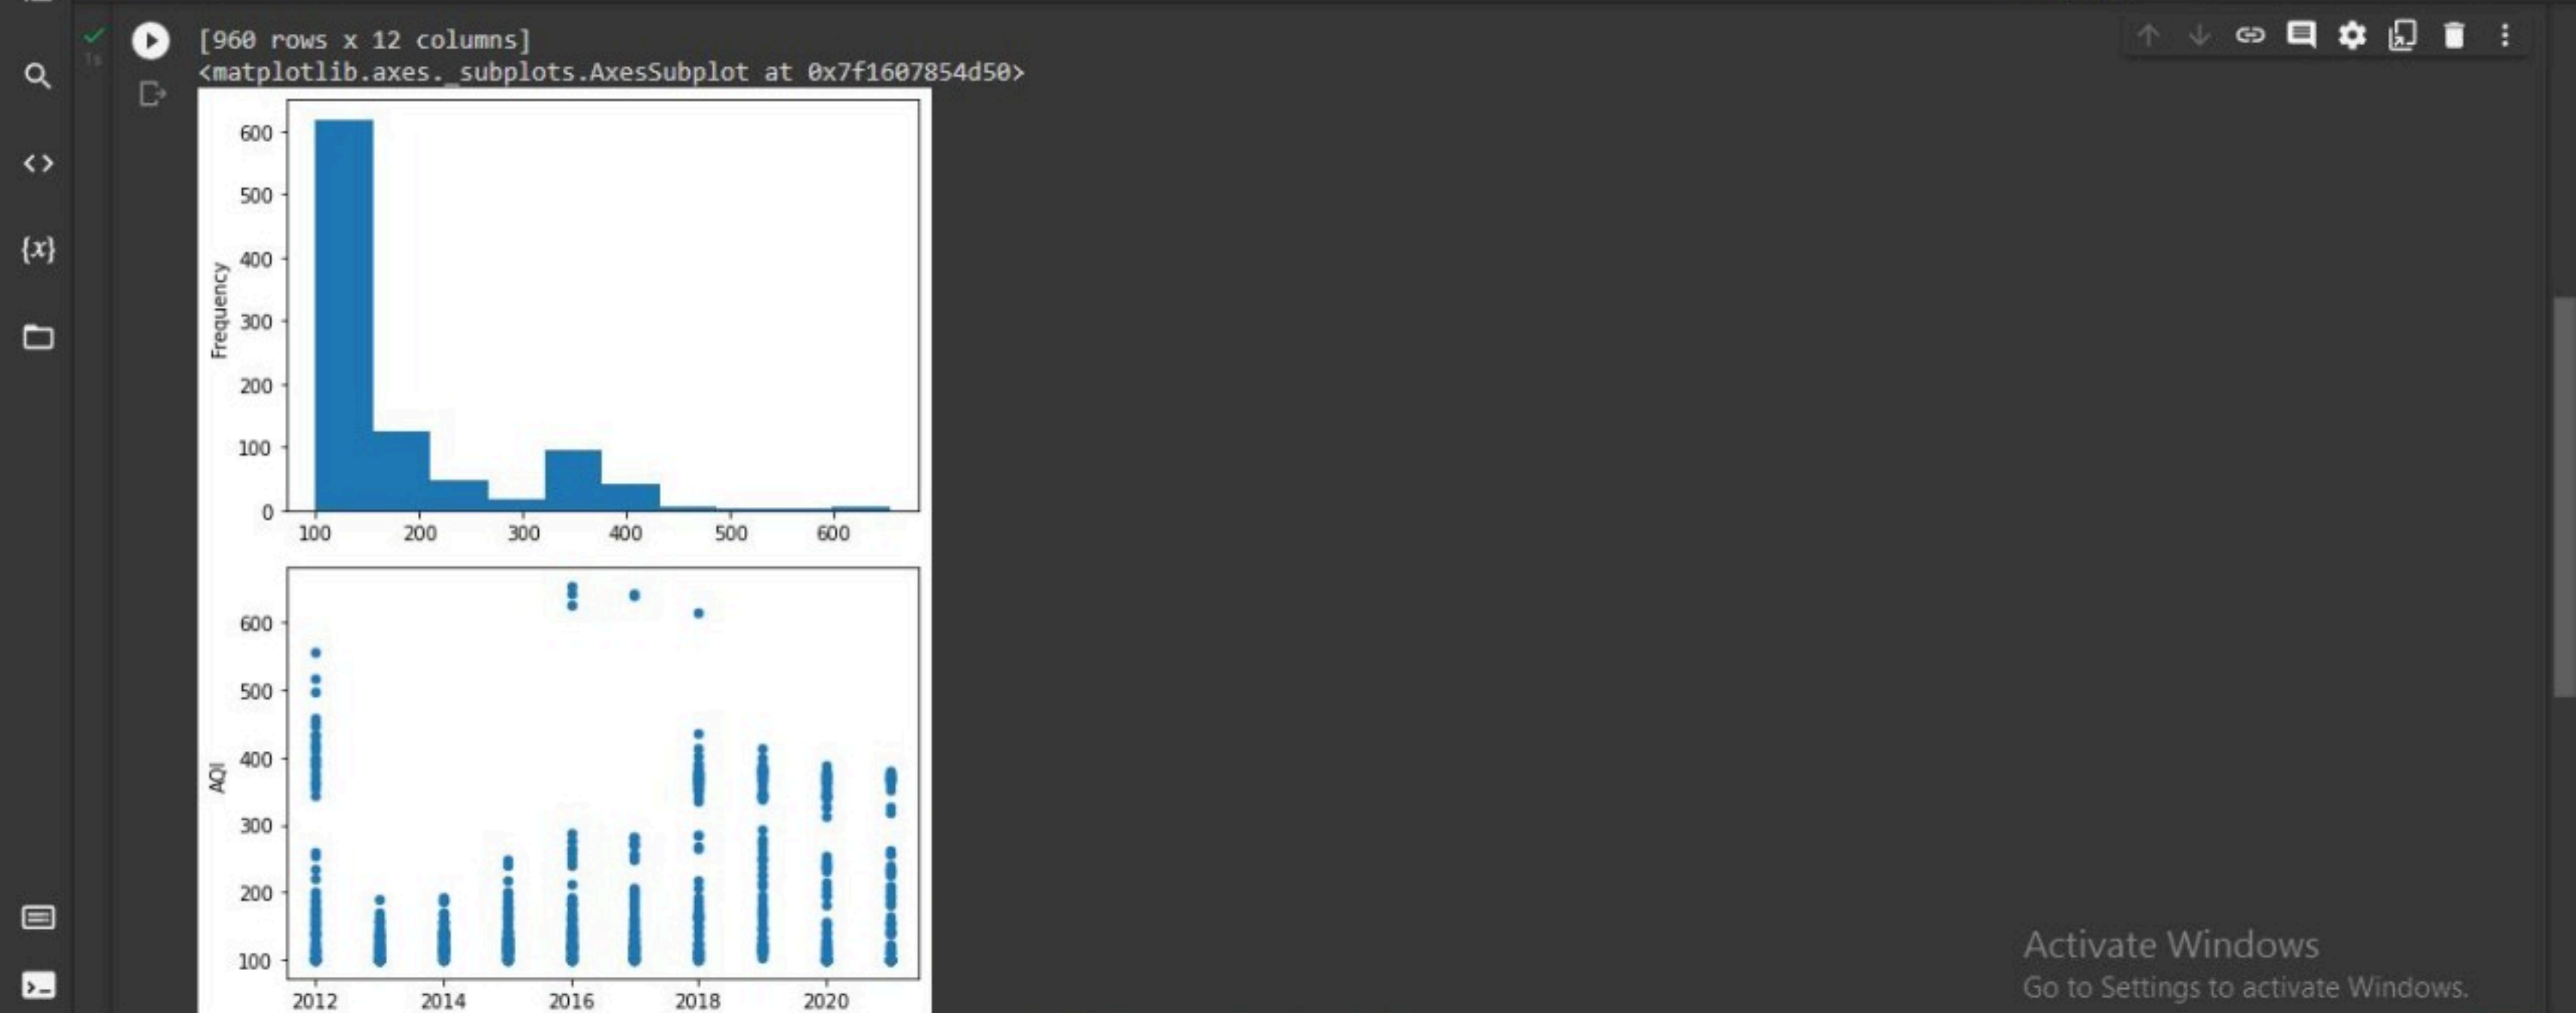 [960 rows x 12 columns]
<matplotlib.axes._subplots.AxesSubplot at 0x7f1607854d50>
1s
{x}
600
500
400
300
200
100
0
Frequency
100 200 300 400 500 600
600
500
400
300
200
100
AQI
2012 2014 2016 2018 2020
Activate Windows
Go to Settings to activate Windows.